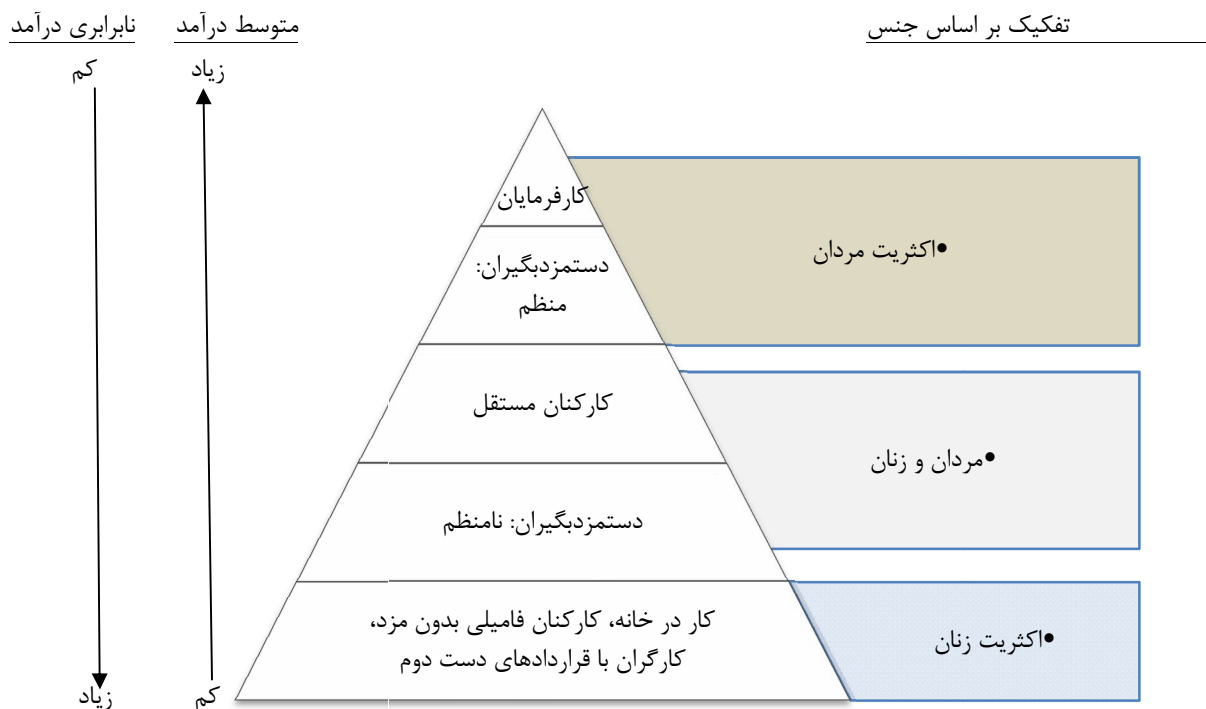 تفکیک بر اساس جنس
متوسط درآمد
نابرابری درآمد
زیاد
کم
کارفرمایان
دستمزدبگیران:
منظم
•اکثریت مردان
کارکنان مستقل
دستمزدبگیران: نامنظم
•مردان و زنان
کار در خانه، کارکنان فامیلی بدون مزد،
کارگران با قراردادهای دست دوم
•اکثریت زنان
کم
زیاد